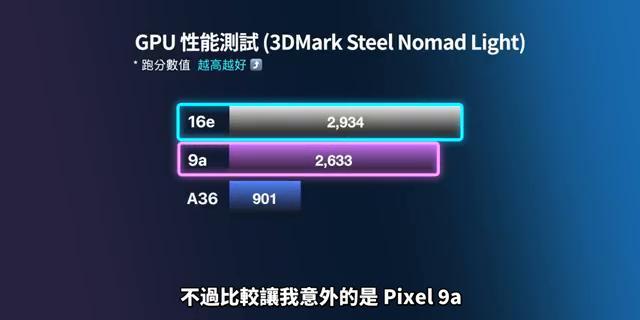 GPU 性能測試 (3DMark Steel Nomad Light)
* 跑分數值 越高越好 ⤴
16e 2,934
9a 2,633
A36 901
不過比較讓我意外的是 Pixel 9a